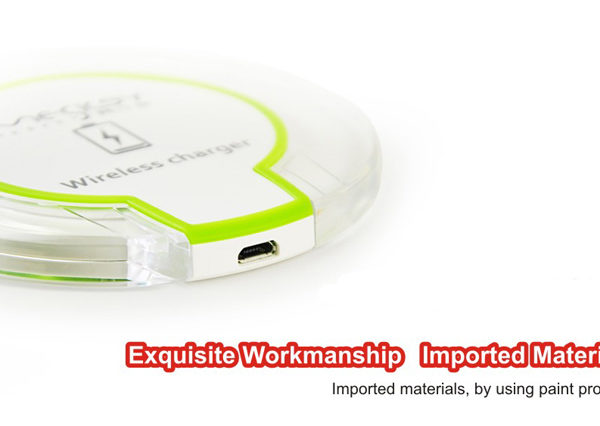 Wireless charger
Exquisite Workmanship Imported Materi
Imported materials, by using paint pro